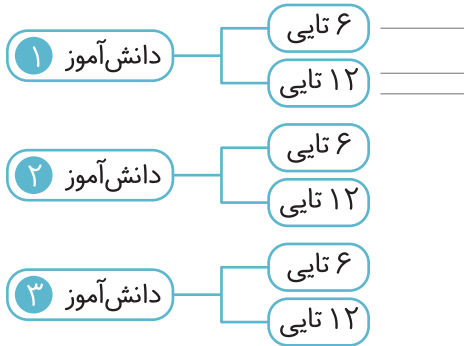 ۶ تایی
دانش‌آموز ۱
۱۲ تایی
۶ تایی
دانش‌آموز ۲
۱۲ تایی
۶ تایی
دانش‌آموز ۳
۱۲ تایی